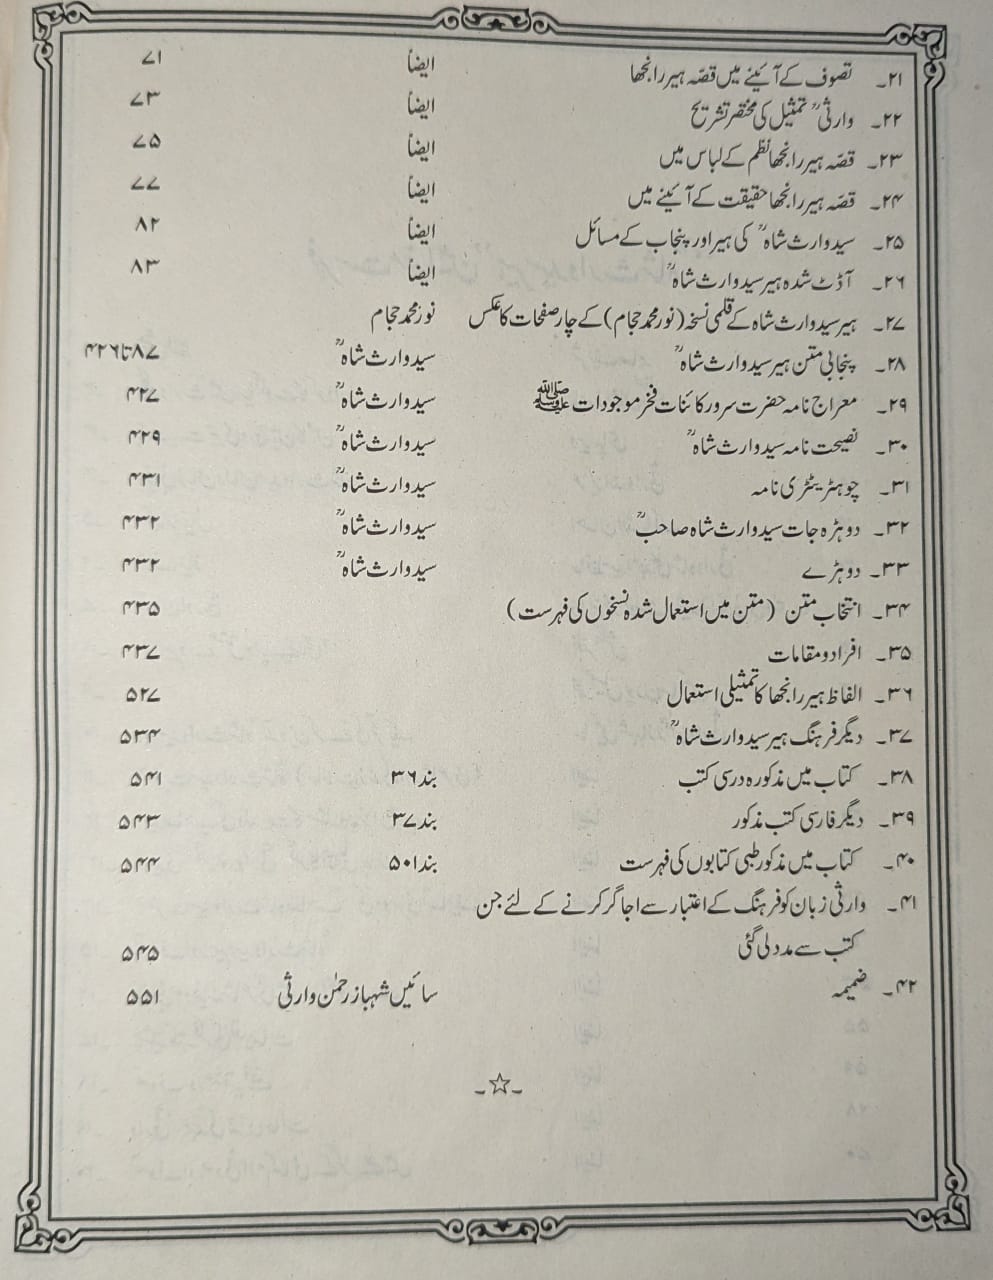 ۲۱۔ تصوف کے آئینے میں قصّہ ہیر رانجھا ایضاً ۷۱
۲۲۔ وارثیؒ تمثیل کی مختصر تشریح ایضاً ۷۳
۲۳۔ قصّہ ہیر رانجھا نظم کے لباس میں ایضاً ۷۵
۲۴۔ قصّہ ہیر رانجھا حقیقت کے آئینے میں ایضاً ۷۷
۲۵۔ سید وارث شاہؒ کی ہیر اور پنجاب کے مسائل ایضاً ۸۲
۲۶۔ آڈٹ شدہ ہیر سید وارث شاہؒ ایضاً ۸۳
۲۷۔ ہیر سید وارث شاہ کے قلمی نسخہ (نور محمد حجام) کے چار صفحات کا عکس نور محمد حجام
۲۸۔ پنجابی متن ہیر سید وارث شاہؒ سید وارث شاہؒ ۸۷تا۴۲۶
۲۹۔ معراج نامہ حضرت سرور کائنات فخر موجودات ﷺ سید وارث شاہؒ ۴۲۷
۳۰۔ نصیحت نامہ سید وارث شاہؒ سید وارث شاہؒ ۴۲۹
۳۱۔ چوہڑیٹڑی نامہ سید وارث شاہؒ ۴۳۱
۳۲۔ دوہڑہ جات سید وارث شاہ صاحبؒ سید وارث شاہؒ ۴۳۲
۳۳۔ دوہڑے سید وارث شاہؒ ۴۳۲
۳۴۔ انتخاب متن (متن میں استعمال شدہ نسخوں کی فہرست) ۴۳۵
۳۵۔ افراد و مقامات ۴۳۷
۳۶۔ الفاظ ہیر رانجھا کا تمثیلی استعمال ۵۲۷
۳۷۔ دیگر فرہنگ ہیر سید وارث شاہؒ ۵۳۴
۳۸۔ کتاب میں مذکورہ درسی کتب بند۳۶ ۵۴۱
۳۹۔ دیگر فارسی کتب مذکور بند۳۷ ۵۴۳
۴۰۔ کتاب میں مذکور طبی کتابوں کی فہرست بند۵۰۱ ۵۴۴
۴۱۔ وارثی زبان کو فرہنگ کے اعتبار سے اجاگر کرنے کے لئے جن
کتب سے مدد لی گئی ۵۴۵
۴۲۔ ضمیمہ سائیں شہباز رحمٰن وارثی ۵۵۱